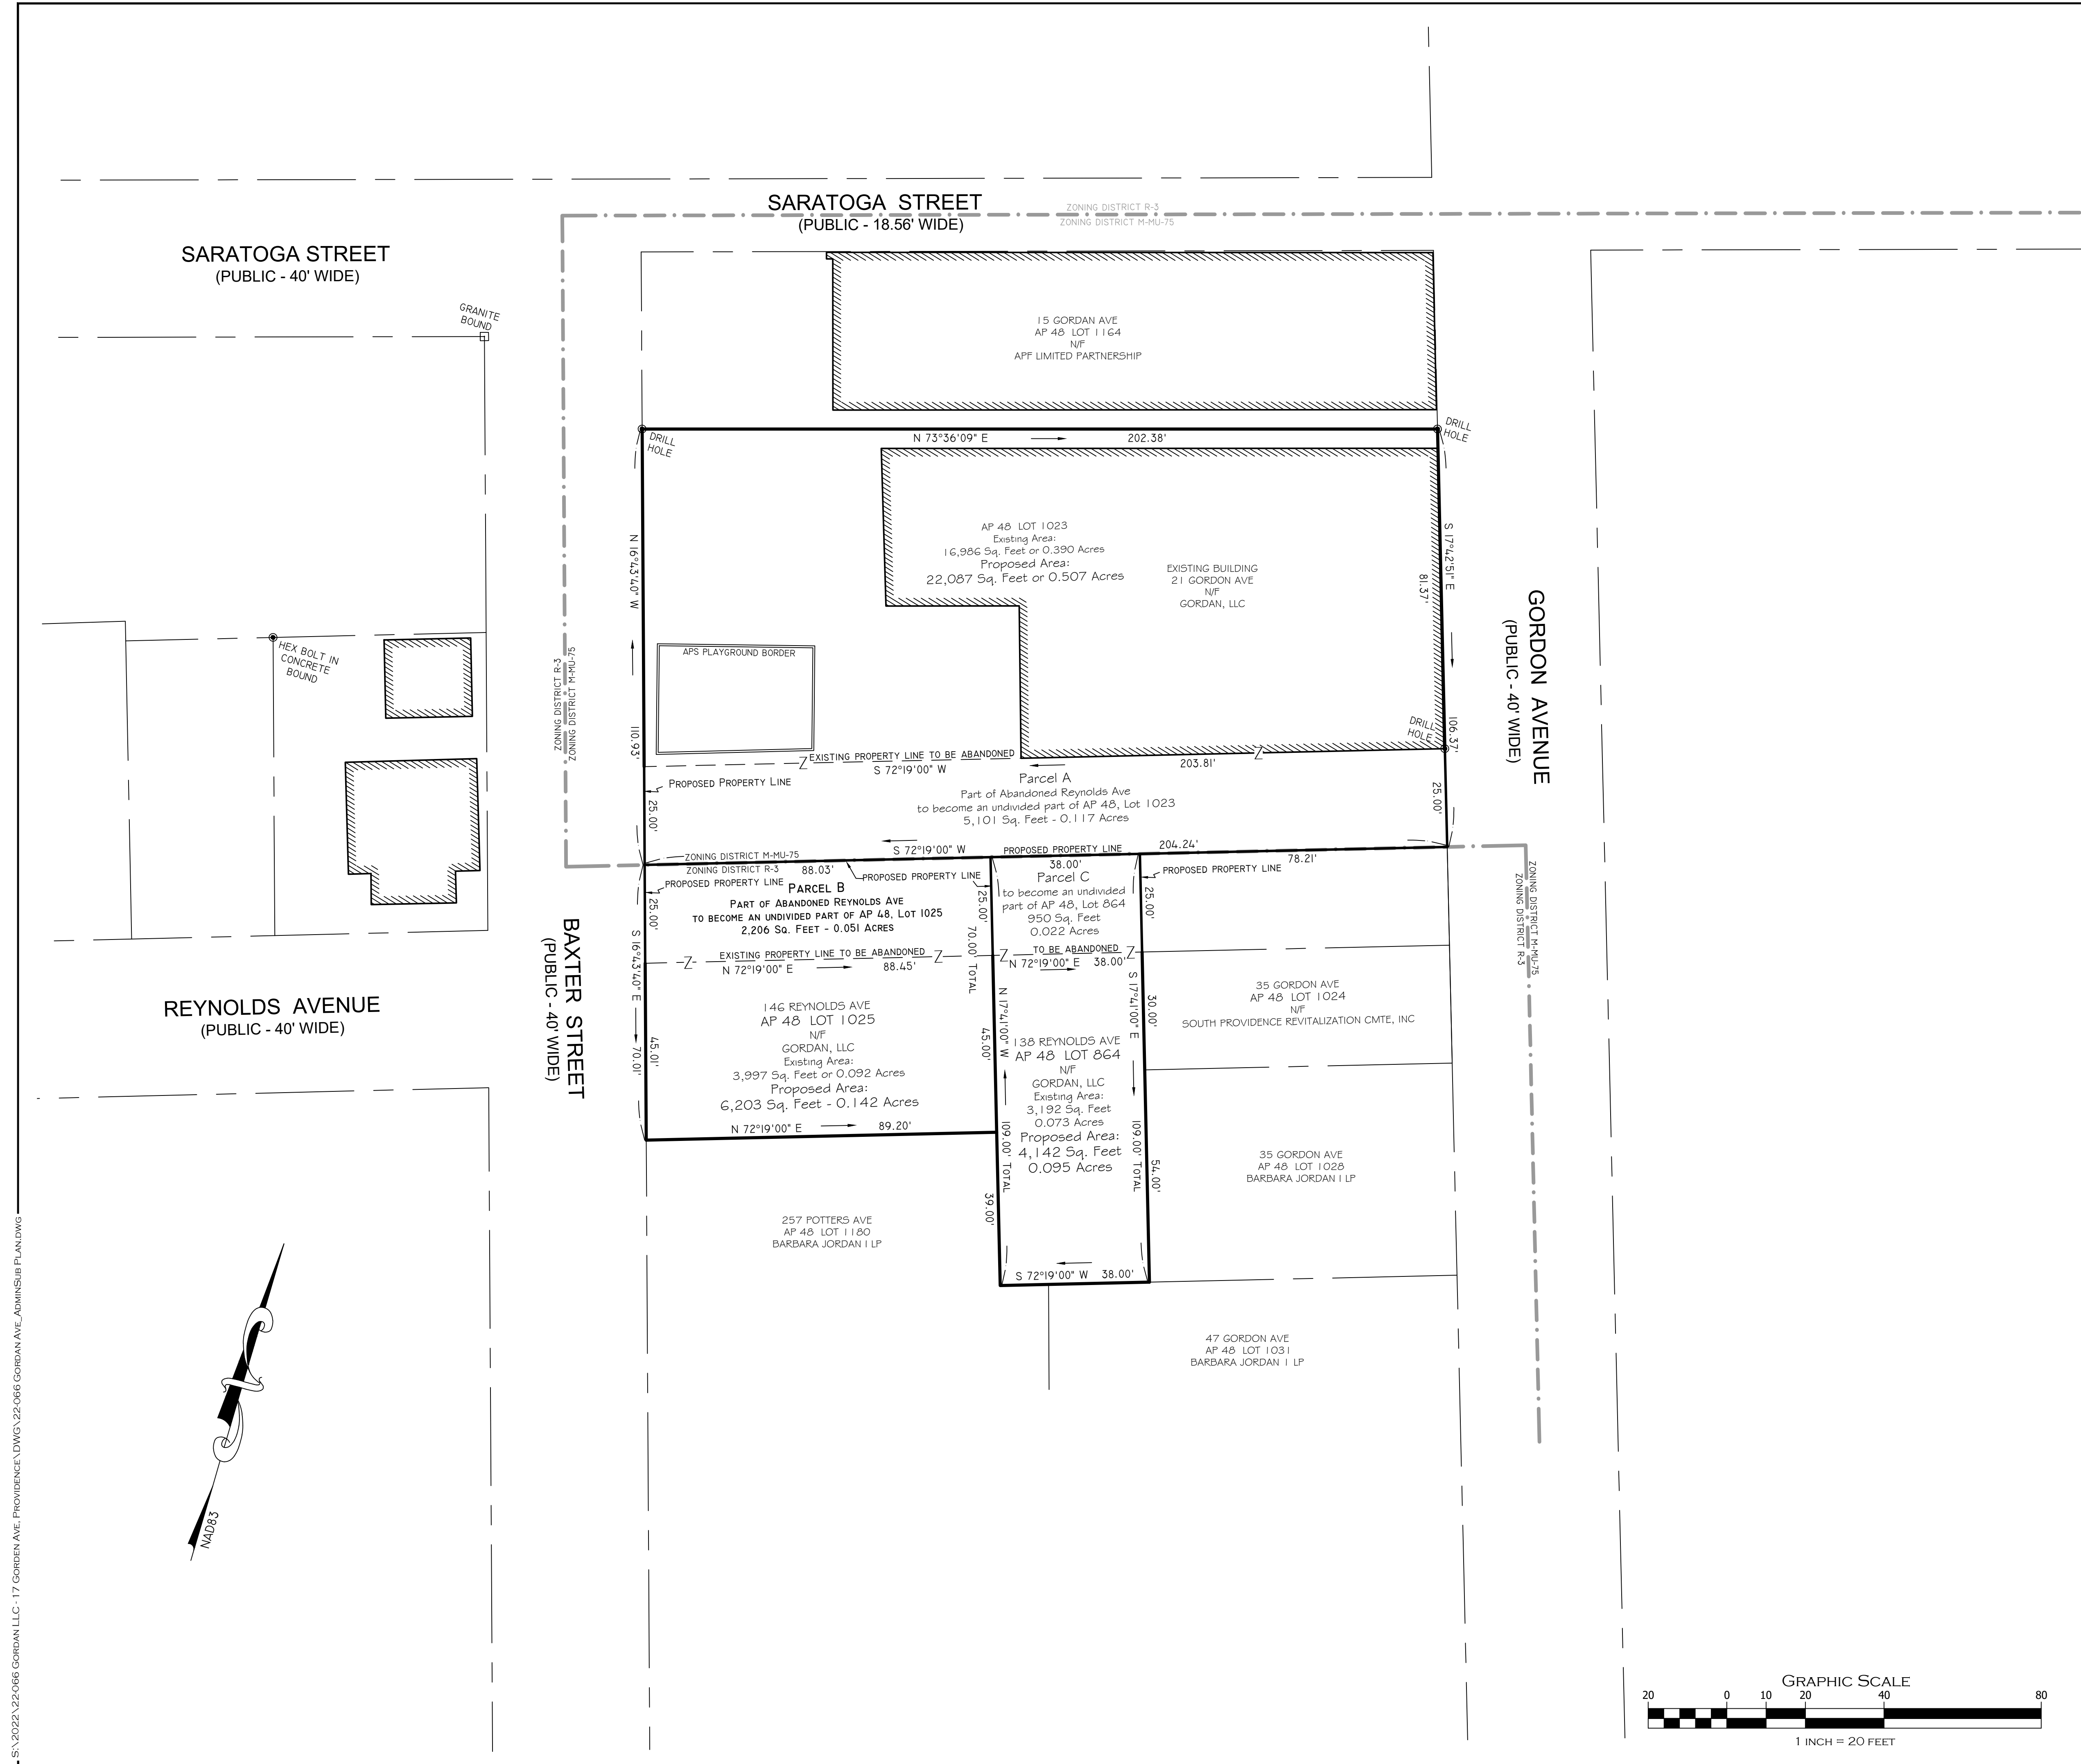 SARATOGA STREET
(PUBLIC - 18.56' WIDE)
ZONING DISTRICT R-3
ZONING DISTRICT M-MU-75
SARATOGA STREET
(PUBLIC - 40' WIDE)
GRANITE
BOUND
15 GORDAN AVE
AP 48 LOT 1164
N/F
APF LIMITED PARTNERSHIP
DRILL
HOLE
N 73°36'09" E
202.38'
DRILL
HOLE
N 16°43'40" W
110.93'
S 17°42'51" E
81.37'
106.37'
AP 48 LOT 1023
Existing Area:
16,986 Sq. Feet or 0.390 Acres
Proposed Area:
22,087 Sq. Feet or 0.507 Acres
EXISTING BUILDING
21 GORDON AVE
N/F
GORDAN, LLC
GORDON AVENUE
(PUBLIC - 40' WIDE)
HEX BOLT IN
CONCRETE
BOUND
ZONING DISTRICT R-3
ZONING DISTRICT M-MU-75
APS PLAYGROUND BORDER
DRILL
HOLE
Z EXISTING PROPERTY LINE TO BE ABANDONED
Z
S 72°19'00" W
203.81'
PROPOSED PROPERTY LINE
25.00'
25.00'
Parcel A
Part of Abandoned Reynolds Ave
to become an undivided part of AP 48, Lot 1023
5,101 Sq. Feet - 0.117 Acres
S 72°19'00" W
PROPOSED PROPERTY LINE
204.24'
ZONING DISTRICT M-MU-75
ZONING DISTRICT R-3
88.03'
38.00'
78.21'
PROPOSED PROPERTY LINE
PROPOSED PROPERTY LINE
PROPOSED PROPERTY LINE
PARCEL B
PART OF ABANDONED REYNOLDS AVE
TO BECOME AN UNDIVIDED PART OF AP 48, LOT 1025
2,206 SQ. FEET - 0.051 ACRES
25.00'
25.00'
25.00'
Parcel C
to become an undivided
part of AP 48, Lot 864
950 Sq. Feet
0.022 Acres
ZONING DISTRICT M-MU-75
ZONING DISTRICT R-3
Z
EXISTING PROPERTY LINE TO BE ABANDONED
Z
N 72°19'00" E
88.45'
Z
TO BE ABANDONED
Z
N 72°19'00" E
38.00'
S 16°43'40" E
70.01'
45.01'
70.00' TOTAL
45.00'
N 17°41'00" W
109.00' TOTAL
39.00'
S 17°41'00" E
109.00' TOTAL
30.00'
54.00'
BAXTER STREET
(PUBLIC - 40' WIDE)
REYNOLDS AVENUE
(PUBLIC - 40' WIDE)
146 REYNOLDS AVE
AP 48 LOT 1025
N/F
GORDAN, LLC
Existing Area:
3,997 Sq. Feet or 0.092 Acres
Proposed Area:
6,203 Sq. Feet - 0.142 Acres
N 72°19'00" E
89.20'
138 REYNOLDS AVE
AP 48 LOT 864
N/F
GORDAN, LLC
Existing Area:
3,192 Sq. Feet
0.073 Acres
Proposed Area:
4,142 Sq. Feet
0.095 Acres
S 72°19'00" W
38.00'
35 GORDON AVE
AP 48 LOT 1024
N/F
SOUTH PROVIDENCE REVITALIZATION CMTE, INC
35 GORDON AVE
AP 48 LOT 1028
BARBARA JORDAN I LP
257 POTTERS AVE
AP 48 LOT 1180
BARBARA JORDAN I LP
47 GORDON AVE
AP 48 LOT 1031
BARBARA JORDAN 1 LP
NAD83
S:\2022\22-066 GORDAN LLC - 17 GORDEN AVE, PROVIDENCE\DWG\22-066 GORDAN AVE_ADMINSUB PLAN.DWG
GRAPHIC SCALE
20 0 10 20 40 80
1 INCH = 20 FEET